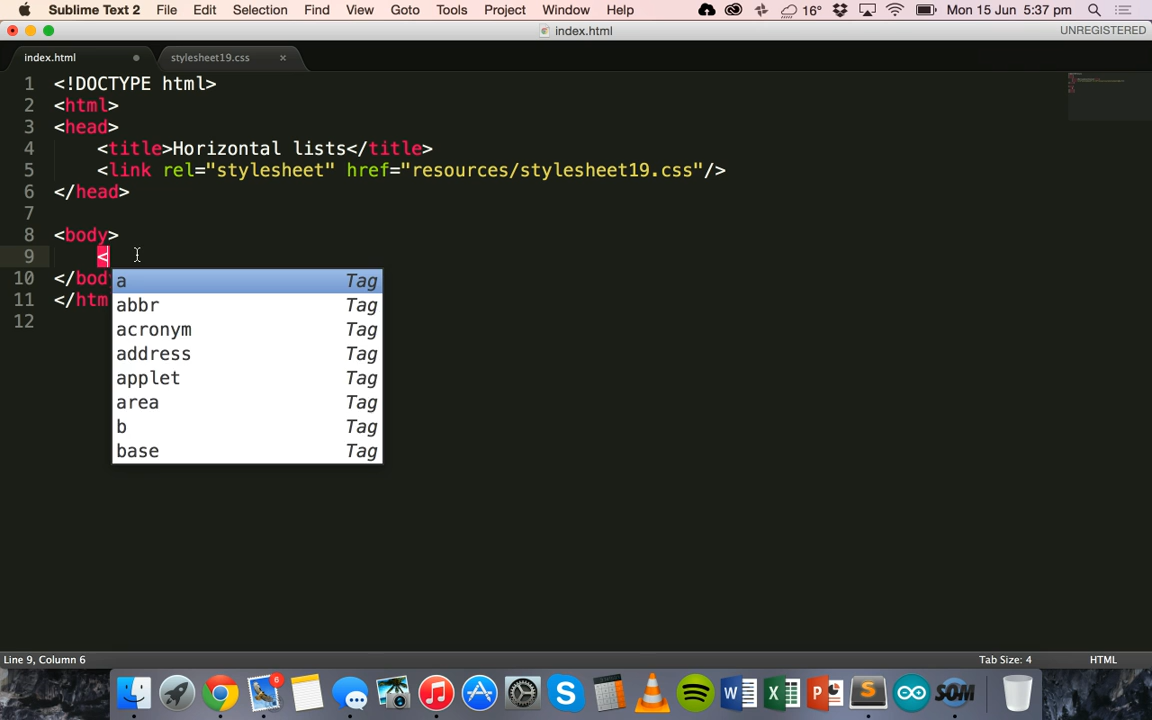 Sublime Text 2 File Edit Selection Find View Goto Tools Project Window Help 16° Mon 15 Jun 5:37 pm
index.html UNREGISTERED
index.html stylesheet19.css ×
1 <!DOCTYPE html>
2 <html>
3 <head>
4 <title>Horizontal lists</title>
5 <link rel="stylesheet" href="resources/stylesheet19.css"/>
6 </head>
7
8 <body>
9 <
10 </bod
11 </htm
12
a Tag
abbr Tag
acronym Tag
address Tag
applet Tag
area Tag
b Tag
base Tag
Line 9, Column 6 Tab Size: 4 HTML
6
SOM